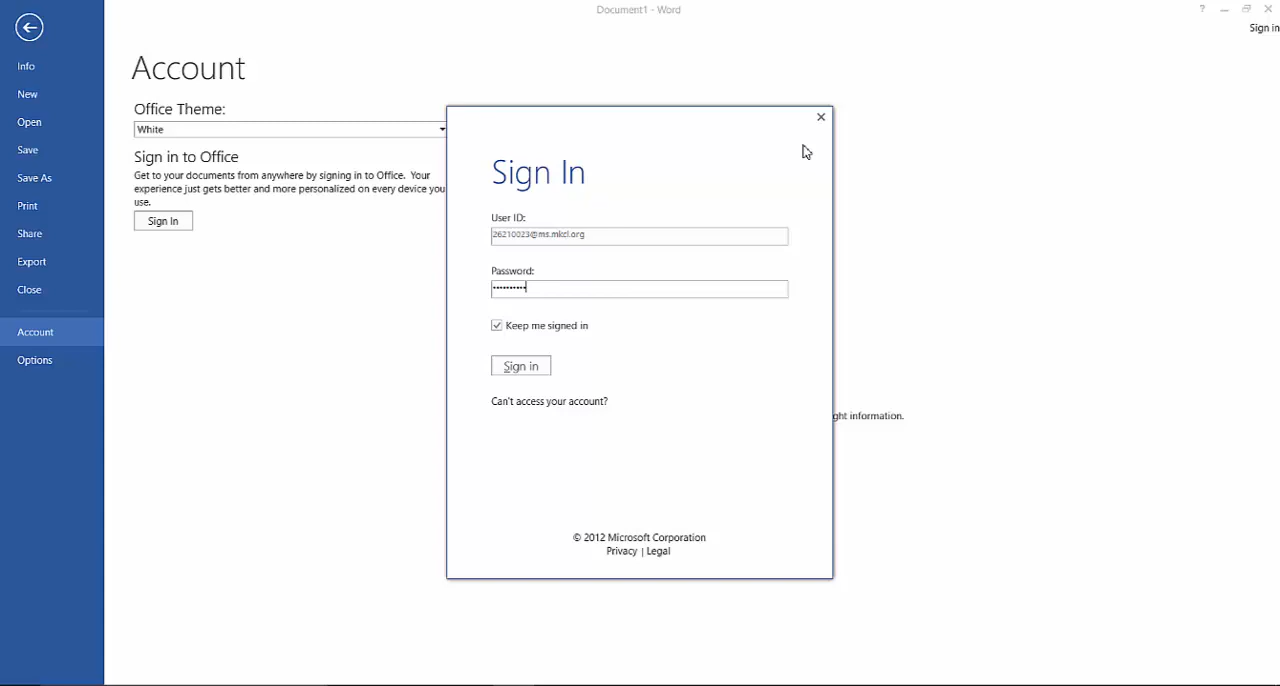 Document1 - Word
?
Sign in
Info
New
Open
Save
Save As
Print
Share
Export
Close
Account
Options
Account
Office Theme:
White
Sign in to Office
Get to your documents from anywhere by signing in to Office. Your
experience just gets better and more personalized on every device you
use.
Sign In
Sign In
User ID:
26210023@ms.mkcl.org
Password:
••••••••••
Keep me signed in
Sign in
Can't access your account?
© 2012 Microsoft Corporation
Privacy | Legal
ght information.